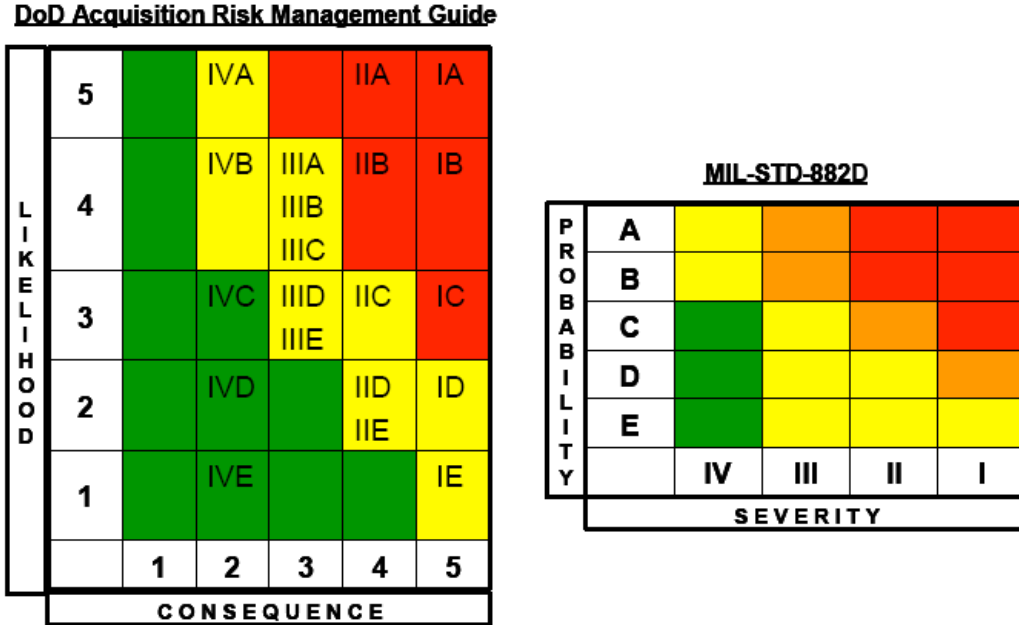 DoD Acquisition Risk Management Guide
LIKELIHOOD
5 IVA IIA IA
4 IVB IIIA IIB IB
IIIB
IIIC
3 IVC IIID IIC IC
IIIE
2 IVD IID ID
IIE
1 IVE IE
1 2 3 4 5
CONSEQUENCE
MIL-STD-882D
PROBABILITY
A
B
C
D
E
IV III II I
SEVERITY